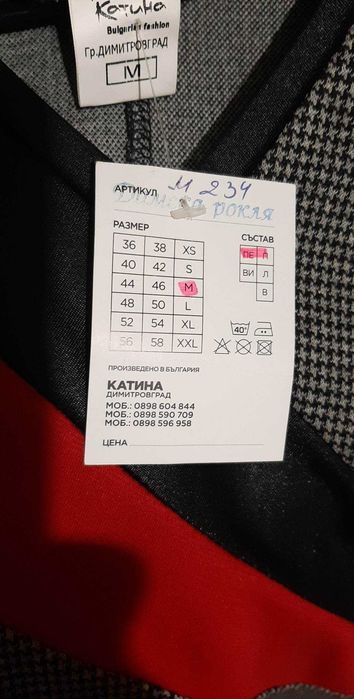 Катина
Bulgarian fashion
Гр.ДИМИТРОВГРАД
M
АРТИКУЛ М 234
Дамска рокля
РАЗМЕР СЪСТАВ
36 38 XS ПЕ П
40 42 S ВИ Л
44 46 M В
48 50 L
52 54 XL 40°
56 58 XXL
ПРОИЗВЕДЕНО В БЪЛГАРИЯ
КАТИНА
ДИМИТРОВГРАД
МОБ.: 0898 604 844
МОБ.: 0898 590 709
МОБ.: 0898 596 958
ЦЕНА